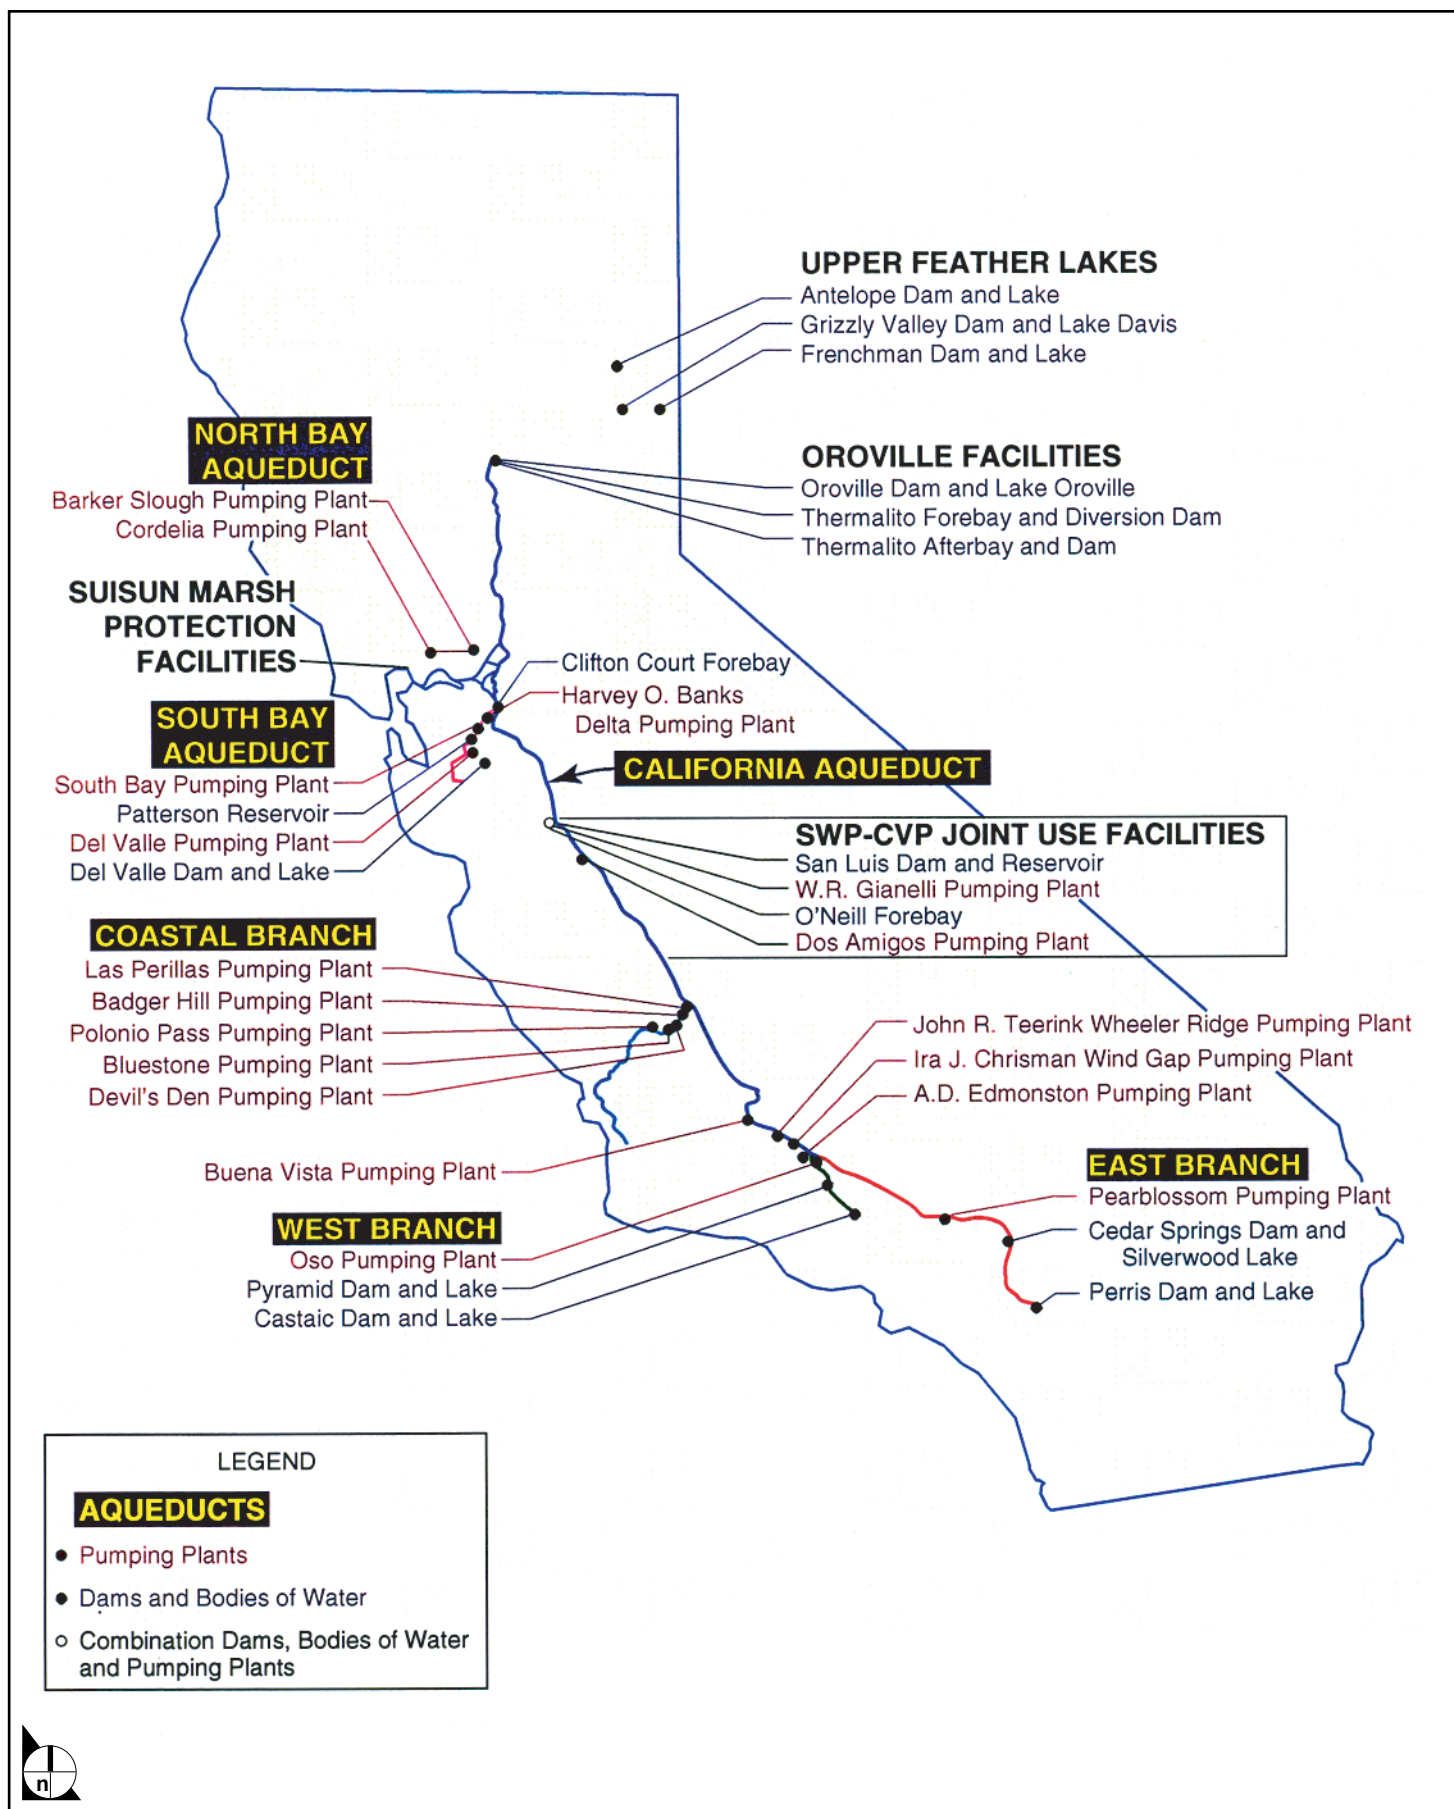 UPPER FEATHER LAKES
Antelope Dam and Lake
Grizzly Valley Dam and Lake Davis
Frenchman Dam and Lake
NORTH BAY
AQUEDUCT
Barker Slough Pumping Plant
Cordelia Pumping Plant
OROVILLE FACILITIES
Oroville Dam and Lake Oroville
Thermalito Forebay and Diversion Dam
Thermalito Afterbay and Dam
SUISUN MARSH
PROTECTION
FACILITIES
Clifton Court Forebay
Harvey O. Banks
Delta Pumping Plant
SOUTH BAY
AQUEDUCT
South Bay Pumping Plant
Patterson Reservoir
Del Valle Pumping Plant
Del Valle Dam and Lake
CALIFORNIA AQUEDUCT
SWP-CVP JOINT USE FACILITIES
San Luis Dam and Reservoir
W.R. Gianelli Pumping Plant
O'Neill Forebay
Dos Amigos Pumping Plant
COASTAL BRANCH
Las Perillas Pumping Plant
Badger Hill Pumping Plant
Polonio Pass Pumping Plant
Bluestone Pumping Plant
Devil's Den Pumping Plant
John R. Teerink Wheeler Ridge Pumping Plant
Ira J. Chrisman Wind Gap Pumping Plant
A.D. Edmonston Pumping Plant
Buena Vista Pumping Plant
WEST BRANCH
Oso Pumping Plant
Pyramid Dam and Lake
Castaic Dam and Lake
EAST BRANCH
Pearblossom Pumping Plant
Cedar Springs Dam and
Silverwood Lake
Perris Dam and Lake
LEGEND
AQUEDUCTS
Pumping Plants
Dams and Bodies of Water
Combination Dams, Bodies of Water
and Pumping Plants
n